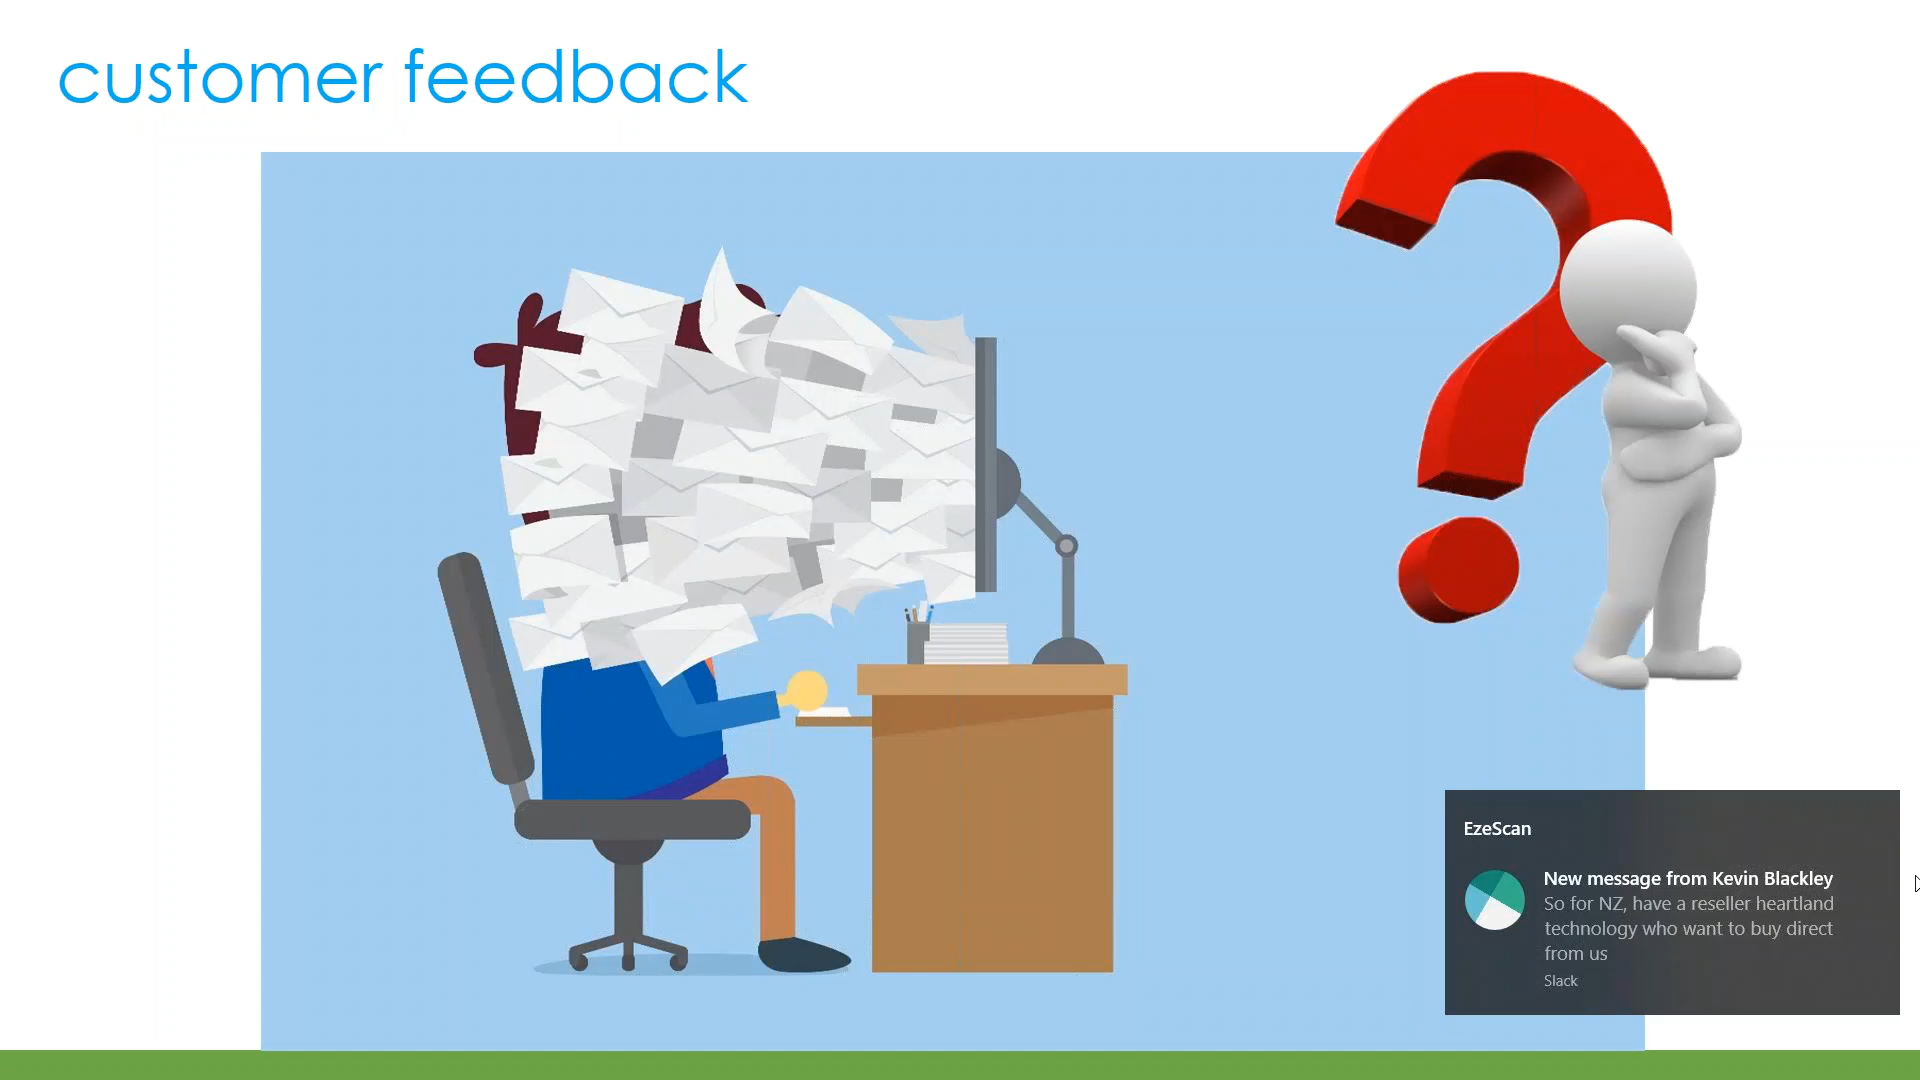 customer feedback
EzeScan
New message from Kevin Blackley
So for NZ, have a reseller heartland
technology who want to buy direct
from us
Slack